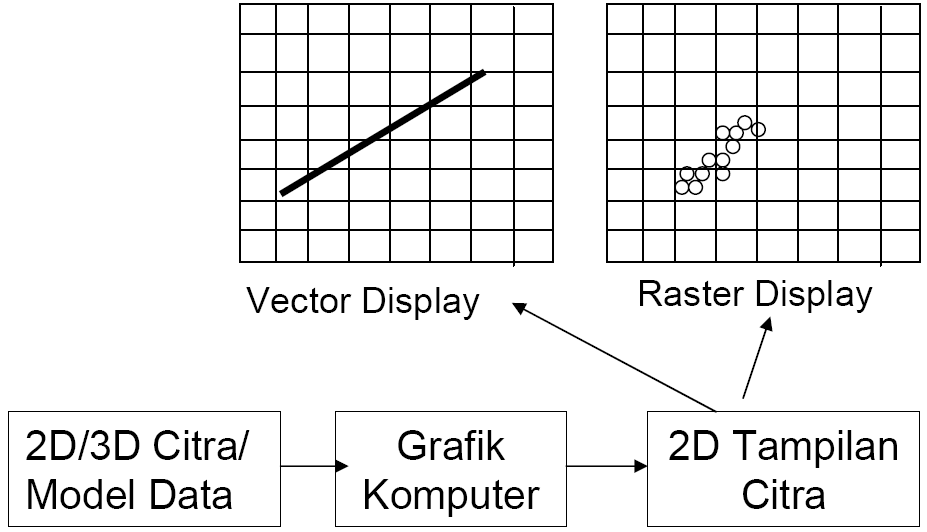 Vector Display
Raster Display
2D/3D Citra/
Model Data
Grafik
Komputer
2D Tampilan
Citra